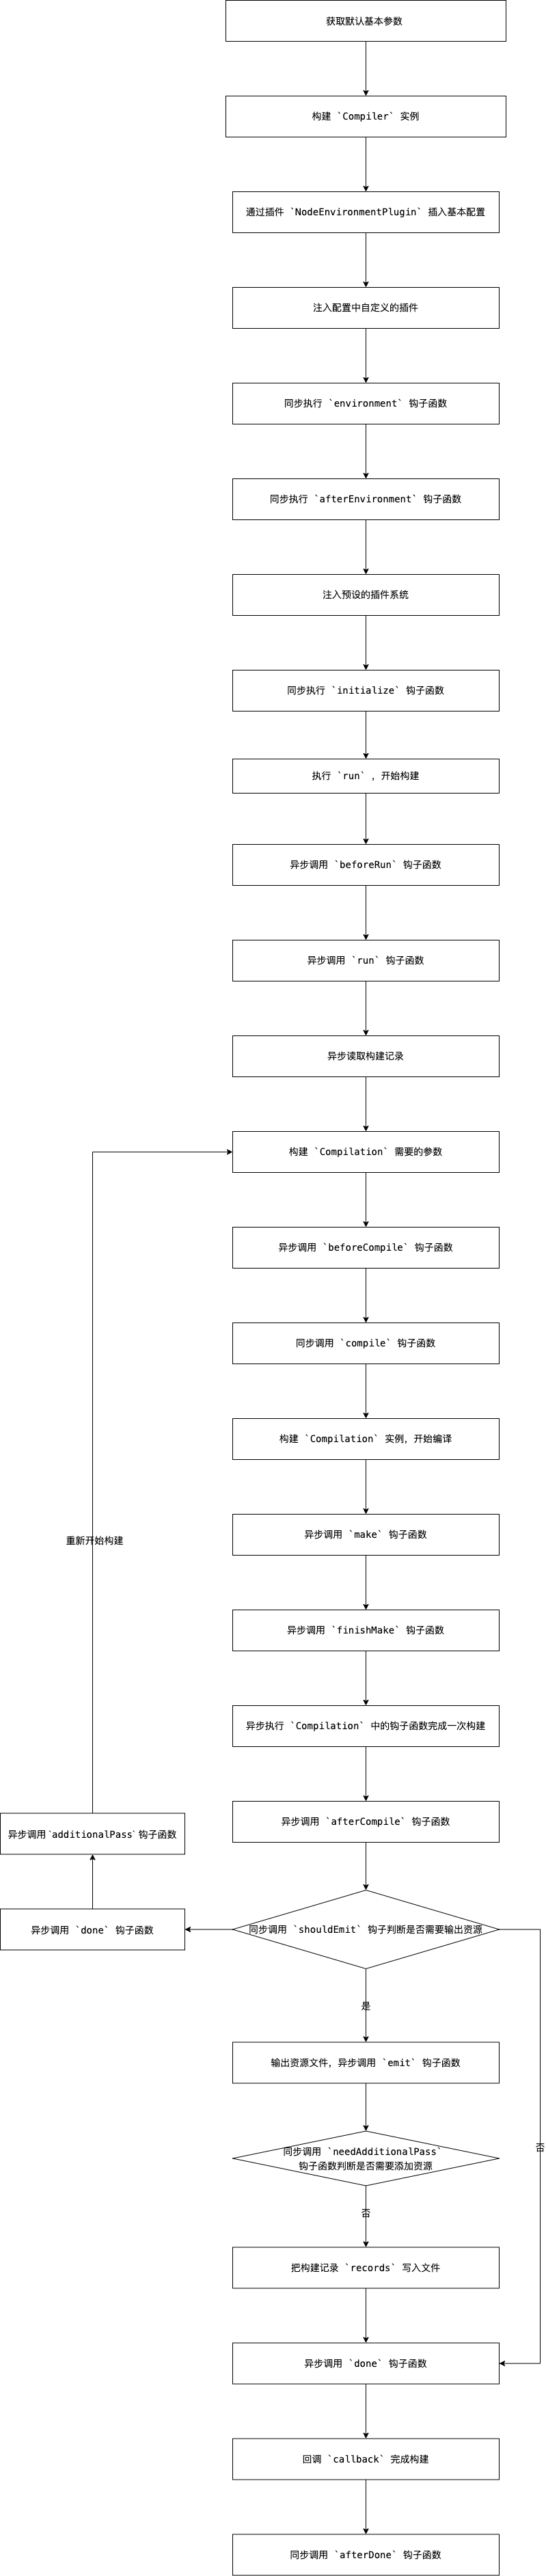 获取默认基本参数
构建 `Compiler` 实例
通过插件 `NodeEnvironmentPlugin` 插入基本配置
注入配置中自定义的插件
同步执行 `environment` 钩子函数
同步执行 `afterEnvironment` 钩子函数
注入预设的插件系统
同步执行 `initialize` 钩子函数
执行 `run` ，开始构建
异步调用 `beforeRun` 钩子函数
异步调用 `run` 钩子函数
异步读取构建记录
构建 `Compilation` 需要的参数
异步调用 `beforeCompile` 钩子函数
同步调用 `compile` 钩子函数
构建 `Compilation` 实例，开始编译
异步调用 `make` 钩子函数
重新开始构建
异步调用 `finishMake` 钩子函数
异步执行 `Compilation` 中的钩子函数完成一次构建
异步调用 `afterCompile` 钩子函数
异步调用`additionalPass`钩子函数
异步调用 `done` 钩子函数
同步调用 `shouldEmit` 钩子判断是否需要输出资源
是
输出资源文件，异步调用 `emit` 钩子函数
否
同步调用 `needAdditionalPass`
钩子函数判断是否需要添加资源
否
把构建记录 `records` 写入文件
异步调用 `done` 钩子函数
回调 `callback` 完成构建
同步调用 `afterDone` 钩子函数